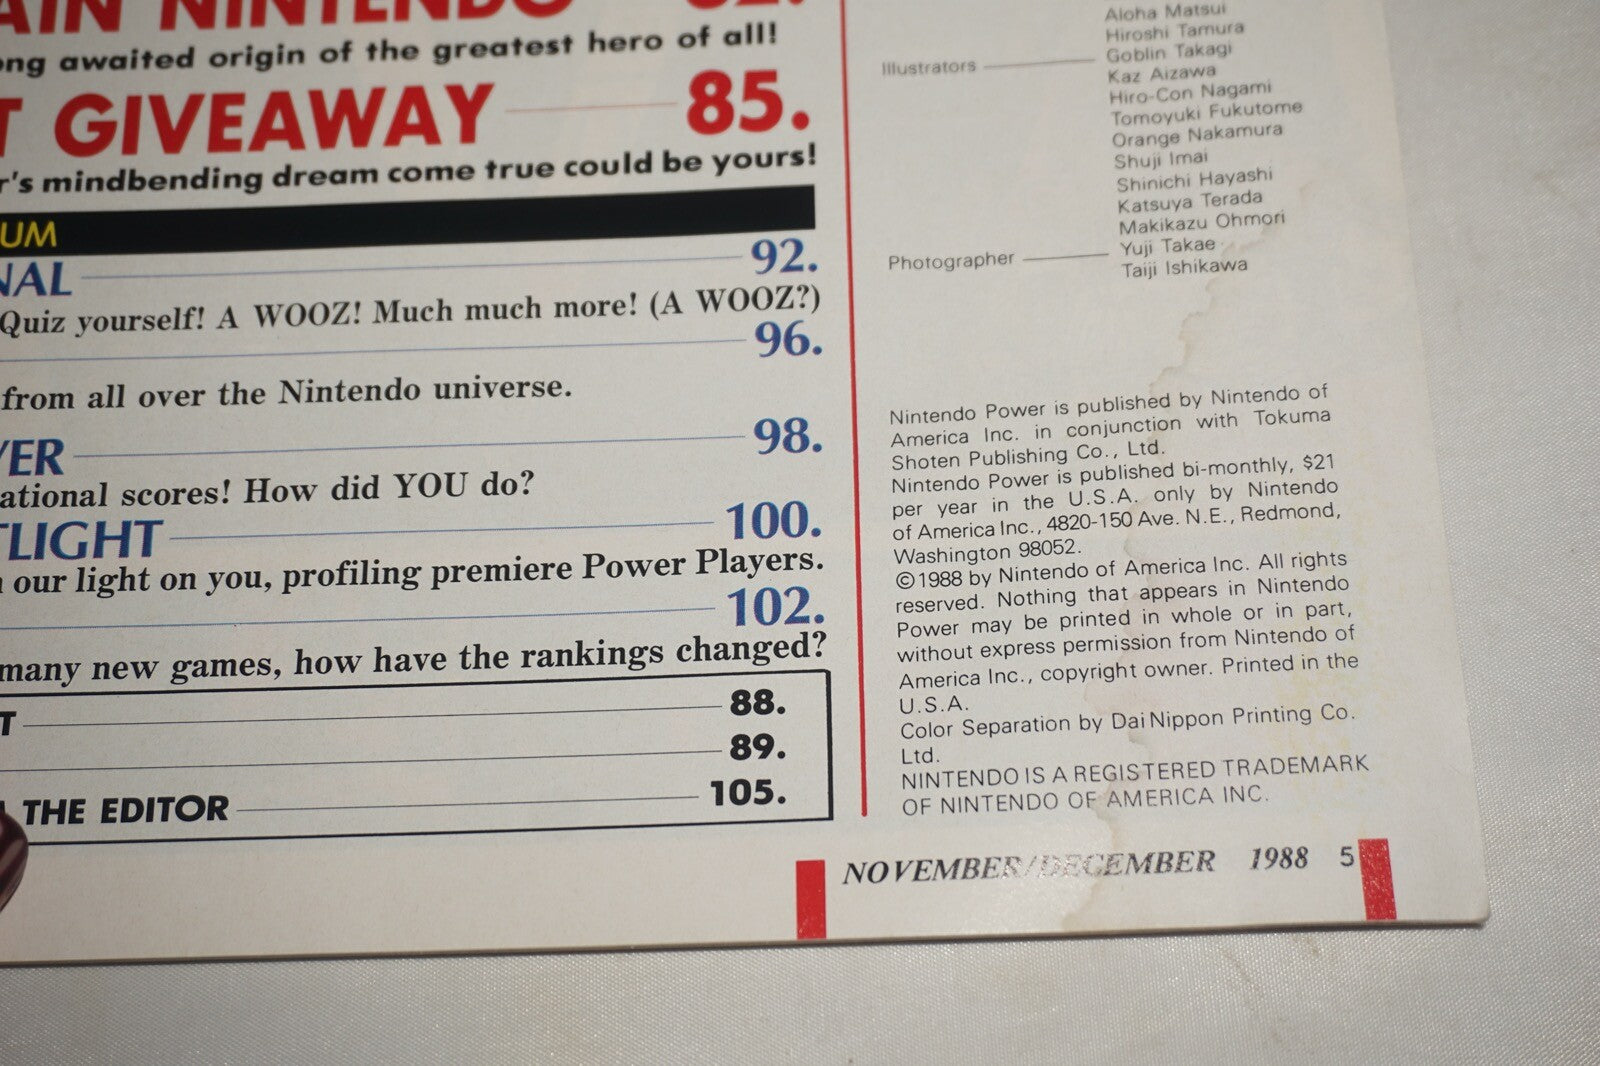 AIN NINTENDO 82.
ong awaited origin of the greatest hero of all!
T GIVEAWAY 85.
r's mindbending dream come true could be yours!
UM
NAL 92.
Quiz yourself! A WOOZ! Much much more! (A WOOZ?)
96.
from all over the Nintendo universe.
YER 98.
ational scores! How did YOU do?
TLIGHT 100.
our light on you, profiling premiere Power Players.
102.
many new games, how have the rankings changed?
T 88.
89.
THE EDITOR 105.
Aloha Matsui
Hiroshi Tamura
Illustrators Goblin Takagi
Kaz Aizawa
Hiro-Con Nagami
Tomoyuki Fukutome
Orange Nakamura
Shuji Imai
Shinichi Hayashi
Katsuya Terada
Makikazu Ohmori
Photographer Yuji Takae
Taiji Ishikawa
Nintendo Power is published by Nintendo of
America Inc. in conjunction with Tokuma
Shoten Publishing Co., Ltd.
Nintendo Power is published bi-monthly, $21
per year in the U.S.A. only by Nintendo
of America Inc., 4820-150 Ave. N.E., Redmond,
Washington 98052.
©1988 by Nintendo of America Inc. All rights
reserved. Nothing that appears in Nintendo
Power may be printed in whole or in part,
without express permission from Nintendo of
America Inc., copyright owner. Printed in the
U.S.A.
Color Separation by Dai Nippon Printing Co.
Ltd.
NINTENDO IS A REGISTERED TRADEMARK
OF NINTENDO OF AMERICA INC.
NOVEMBER/DECEMBER 1988 5